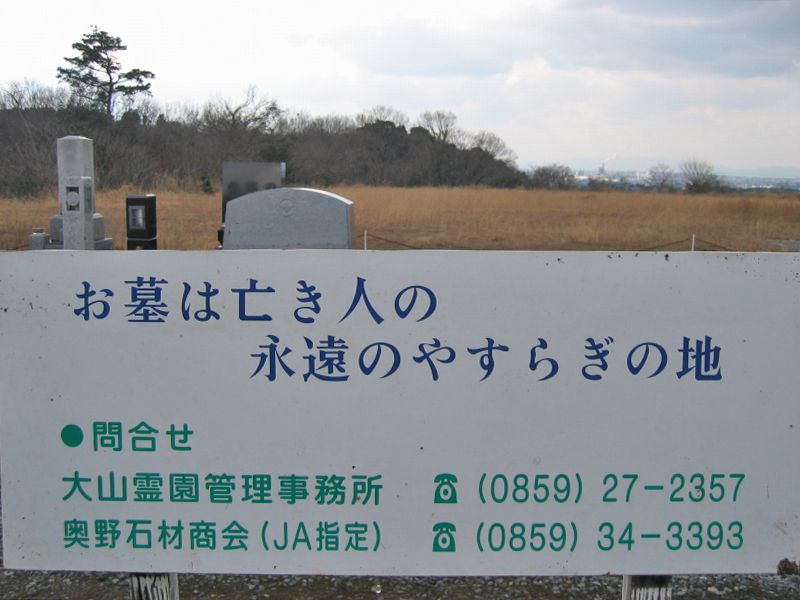 お墓は亡き人の
永遠のやすらぎの地
●問合せ
大山霊園管理事務所 ☎(0859)27-2357
奥野石材商会(JA指定) ☎(0859)34-3393